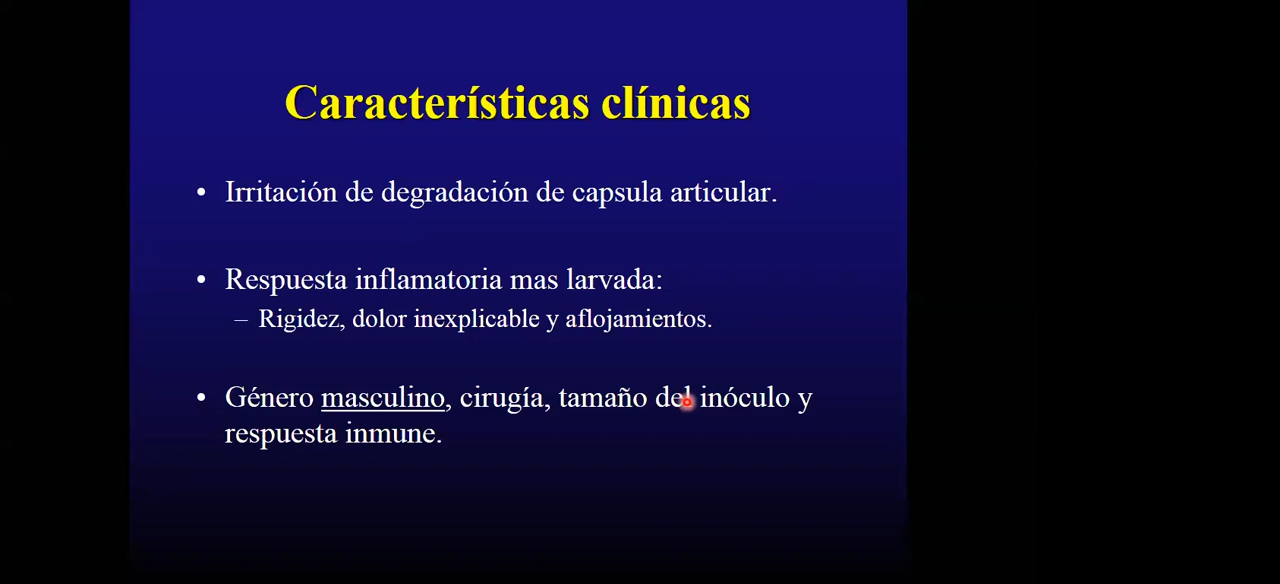 Características clínicas
• Irritación de degradación de capsula articular.
• Respuesta inflamatoria mas larvada:
– Rigidez, dolor inexplicable y aflojamientos.
• Género masculino, cirugía, tamaño del inóculo y
respuesta inmune.